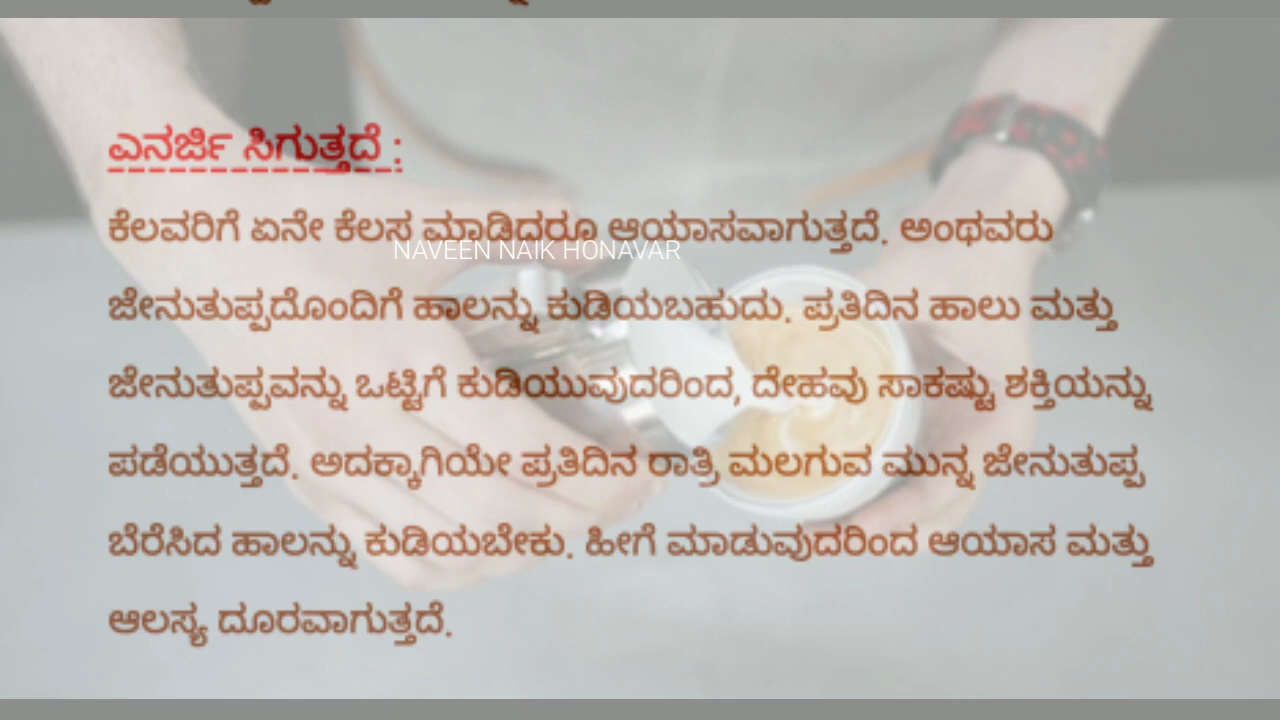 ಎನರ್ಜಿ ಸಿಗುತ್ತದೆ :
ಕೆಲವರಿಗೆ ಏನೇ ಕೆಲಸ ಮಾಡಿದರೂ ಆಯಾಸವಾಗುತ್ತದೆ. ಅಂಥವರು
NAVEEN NAIK HONAVAR
ಜೇನುತುಪ್ಪದೊಂದಿಗೆ ಹಾಲನ್ನು ಕುಡಿಯಬಹುದು. ಪ್ರತಿದಿನ ಹಾಲು ಮತ್ತು
ಜೇನುತುಪ್ಪವನ್ನು ಒಟ್ಟಿಗೆ ಕುಡಿಯುವುದರಿಂದ, ದೇಹವು ಸಾಕಷ್ಟು ಶಕ್ತಿಯನ್ನು
ಪಡೆಯುತ್ತದೆ. ಅದಕ್ಕಾಗಿಯೇ ಪ್ರತಿದಿನ ರಾತ್ರಿ ಮಲಗುವ ಮುನ್ನ ಜೇನುತುಪ್ಪ
ಬೆರೆಸಿದ ಹಾಲನ್ನು ಕುಡಿಯಬೇಕು. ಹೀಗೆ ಮಾಡುವುದರಿಂದ ಆಯಾಸ ಮತ್ತು
ಆಲಸ್ಯ ದೂರವಾಗುತ್ತದೆ.